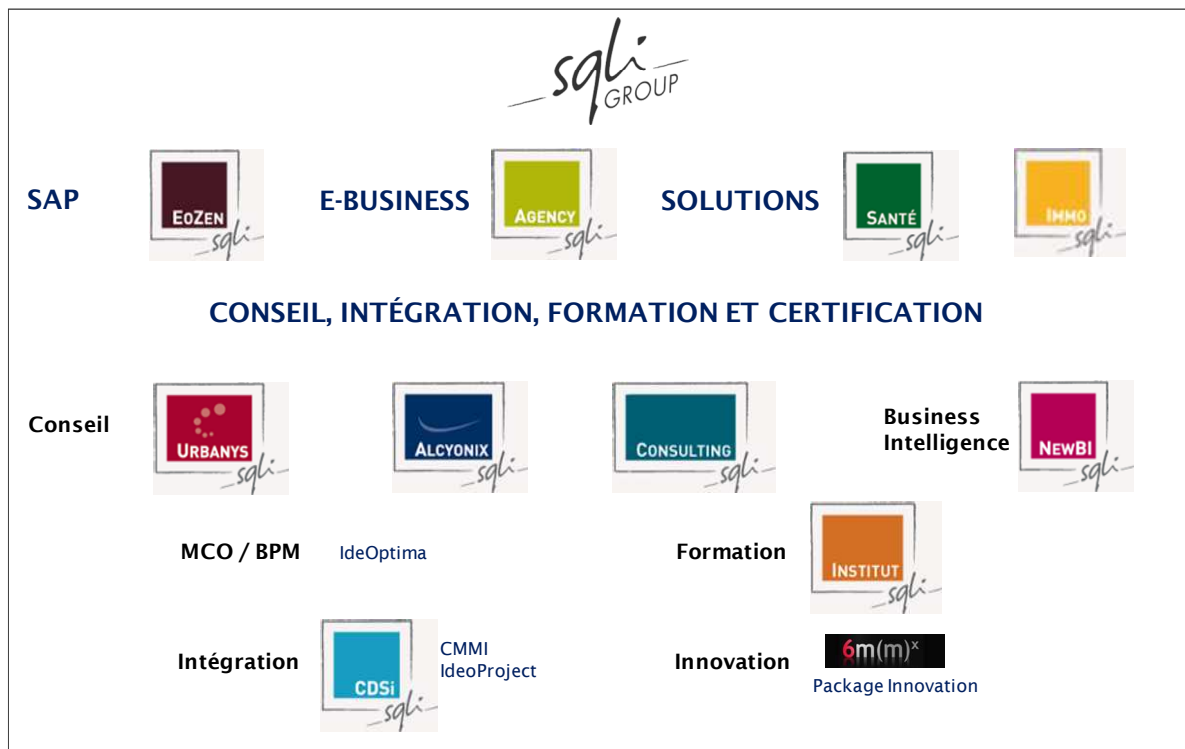 sqli
GROUP
SAP
EOZEN
sqli
E-BUSINESS
AGENCY
sqli
SOLUTIONS
SANTÉ
sqli
IMMO
sqli
CONSEIL, INTÉGRATION, FORMATION ET CERTIFICATION
Conseil
URBANYS
sqli
ALCYONIX
sqli
CONSULTING
sqli
Business
Intelligence
NEWBI
sqli
MCO / BPM
IdeOptima
Formation
INSTITUT
sqli
Intégration
CDSi
sqli
CMMI
IdeoProject
Innovation
6m(m)ˣ
Package Innovation